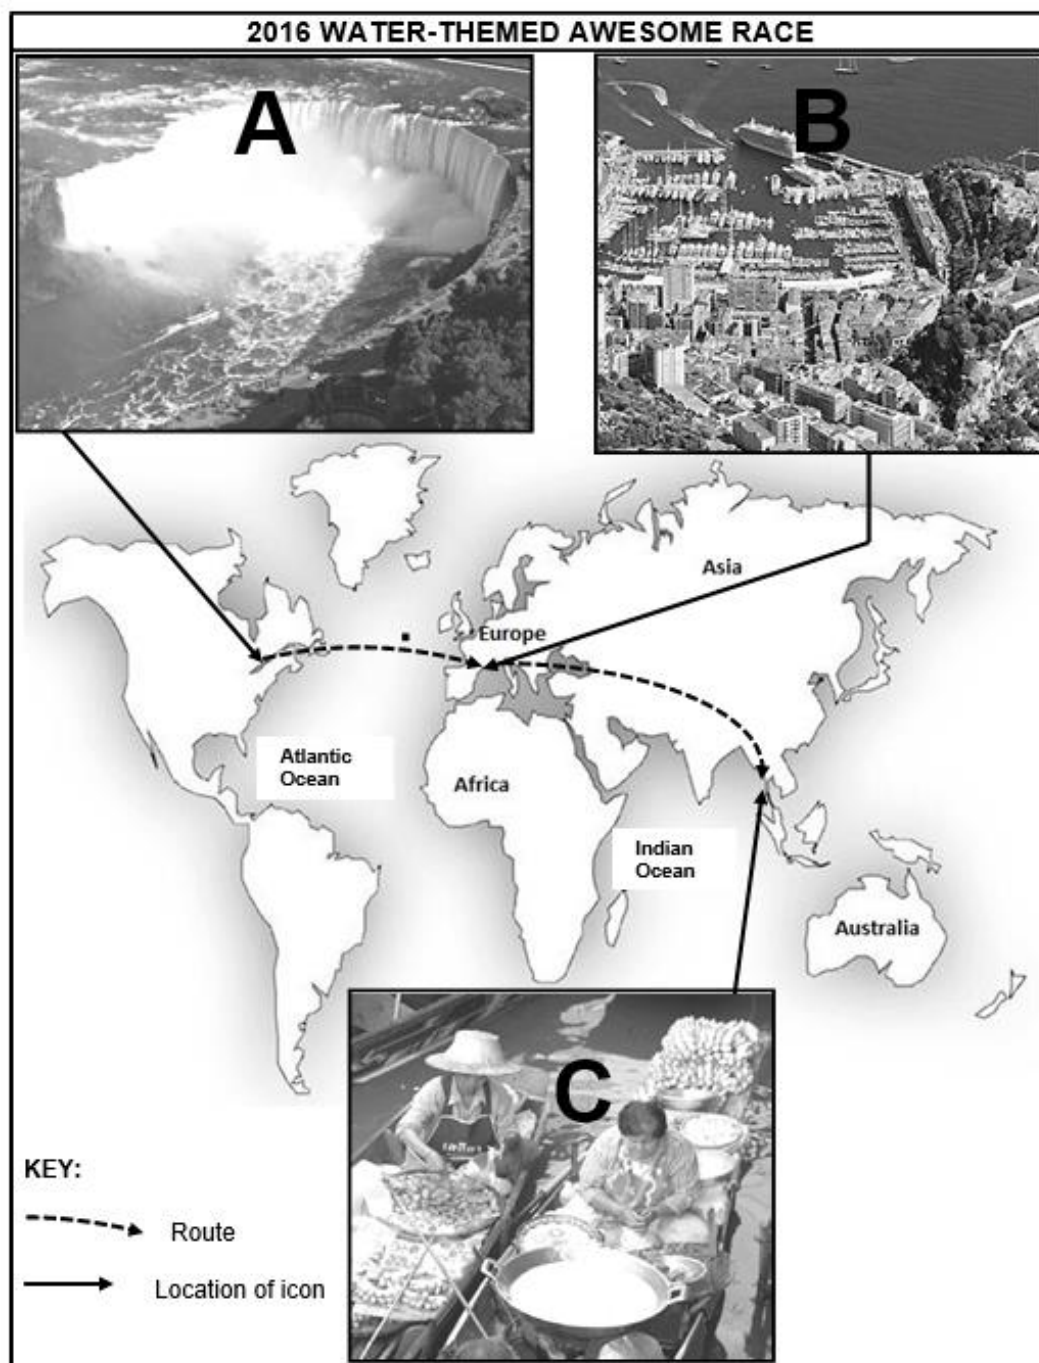 2016 WATER-THEMED AWESOME RACE
A
B
Asia
Europe
Atlantic
Ocean
Africa
Indian
Ocean
Australia
C
KEY:
Route
Location of icon